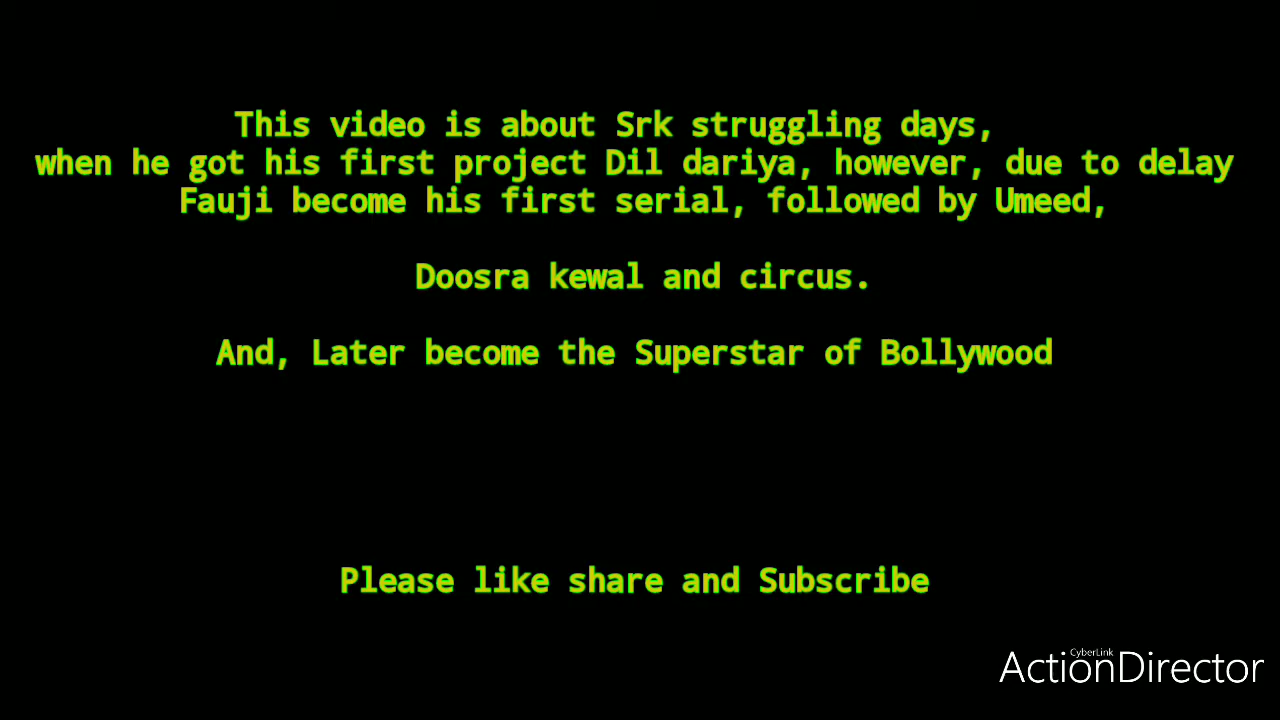 This video is about Srk struggling days,
when he got his first project Dil dariya, however, due to delay
Fauji become his first serial, followed by Umeed,
Doosra kewal and circus.
And, Later become the Superstar of Bollywood
Please like share and Subscribe
CyberLink
ActionDirector